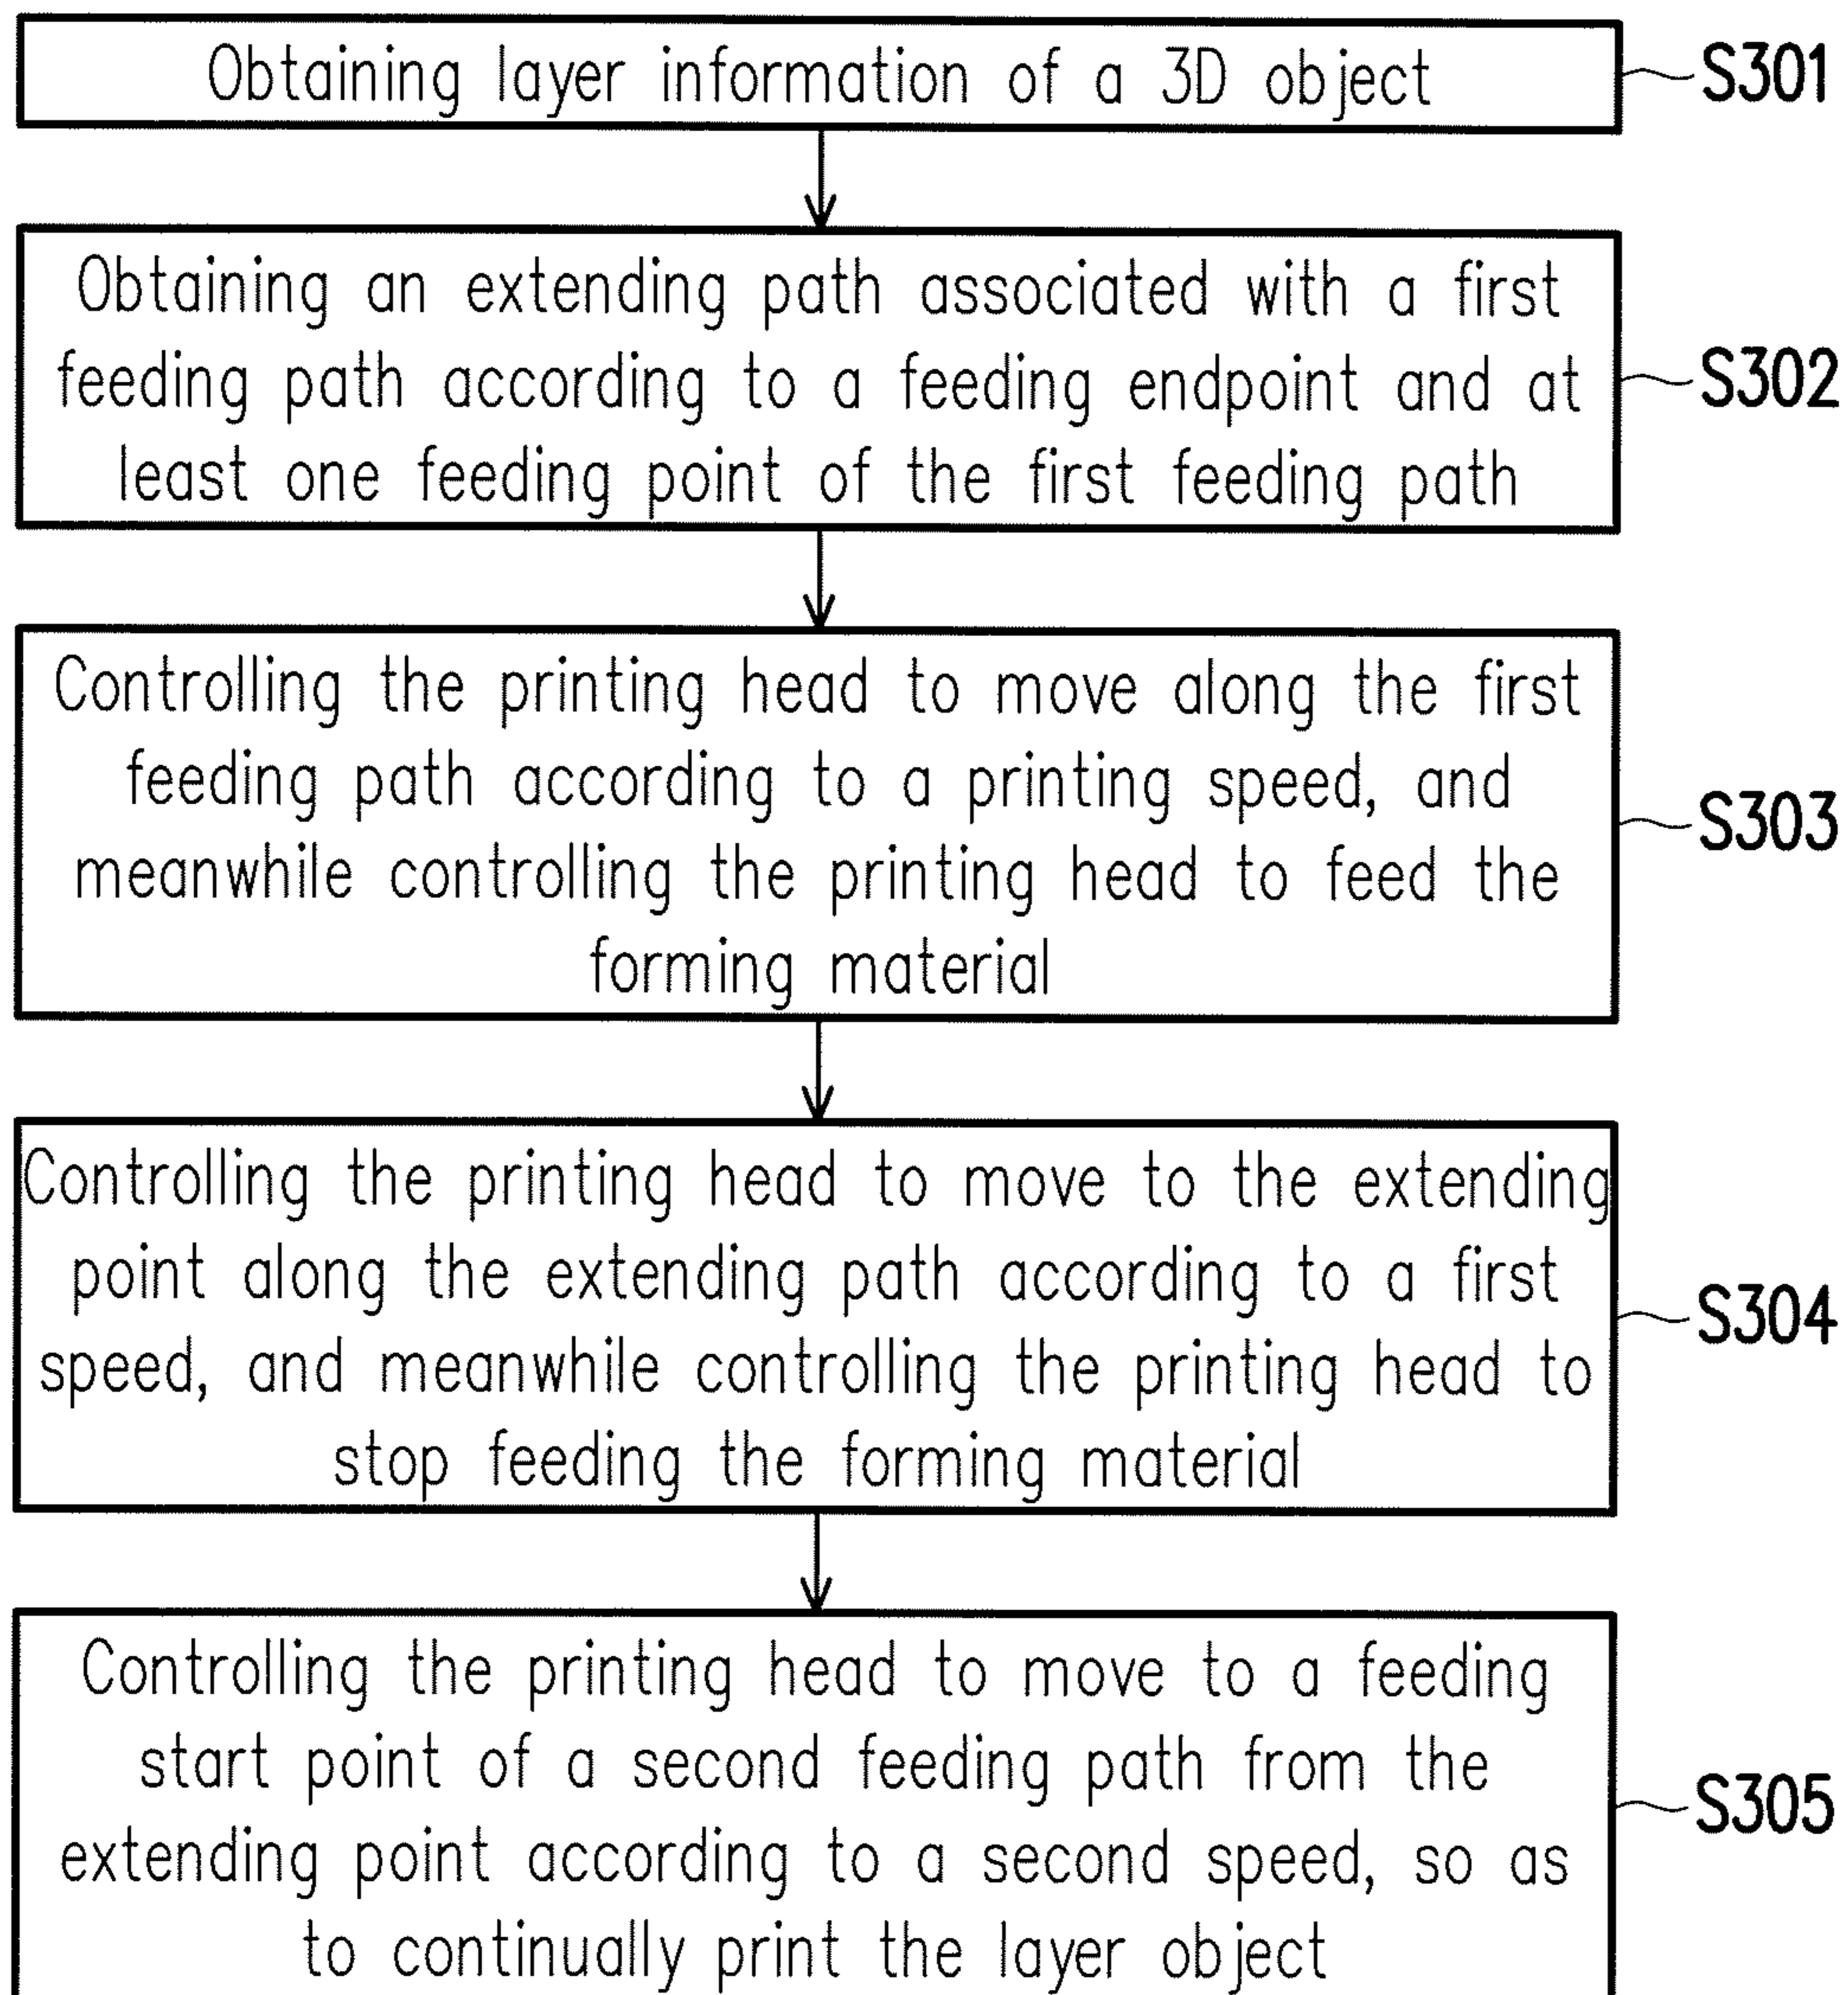 Obtaining layer information of a 3D object
S301
Obtaining an extending path associated with a first
feeding path according to a feeding endpoint and at
least one feeding point of the first feeding path
S302
Controlling the printing head to move along the first
feeding path according to a printing speed, and
meanwhile controlling the printing head to feed the
forming material
S303
Controlling the printing head to move to the extending
point along the extending path according to a first
speed, and meanwhile controlling the printing head to
stop feeding the forming material
S304
Controlling the printing head to move to a feeding
start point of a second feeding path from the
extending point according to a second speed, so as
to continually print the layer object
S305